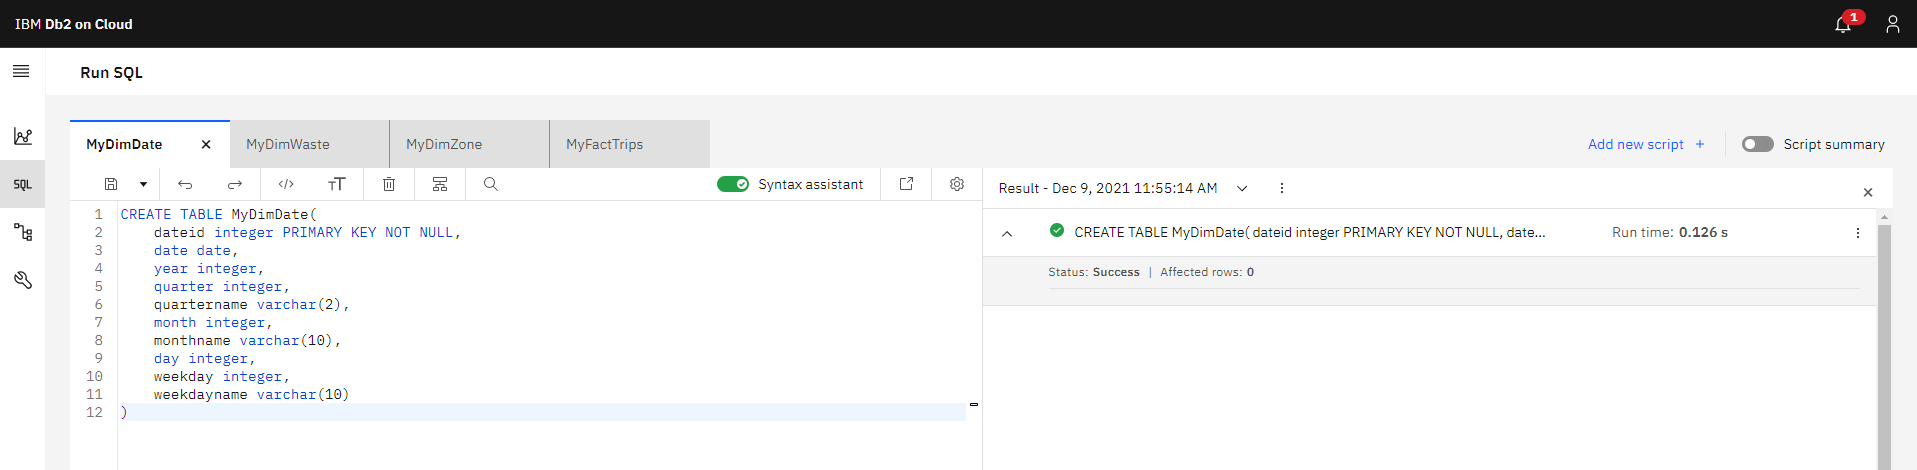 IBM Db2 on Cloud
1
Run SQL
MyDimDate
MyDimWaste
MyDimZone
MyFactTrips
Add new script +
Script summary
SQL
</>
TT
Syntax assistant
Result - Dec 9, 2021 11:55:14 AM
1 CREATE TABLE MyDimDate(
2 dateid integer PRIMARY KEY NOT NULL,
3 date date,
4 year integer,
5 quarter integer,
6 quartername varchar(2),
7 month integer,
8 monthname varchar(10),
9 day integer,
10 weekday integer,
11 weekdayname varchar(10)
12 )
CREATE TABLE MyDimDate( dateid integer PRIMARY KEY NOT NULL, date...
Run time: 0.126 s
Status: Success | Affected rows: 0